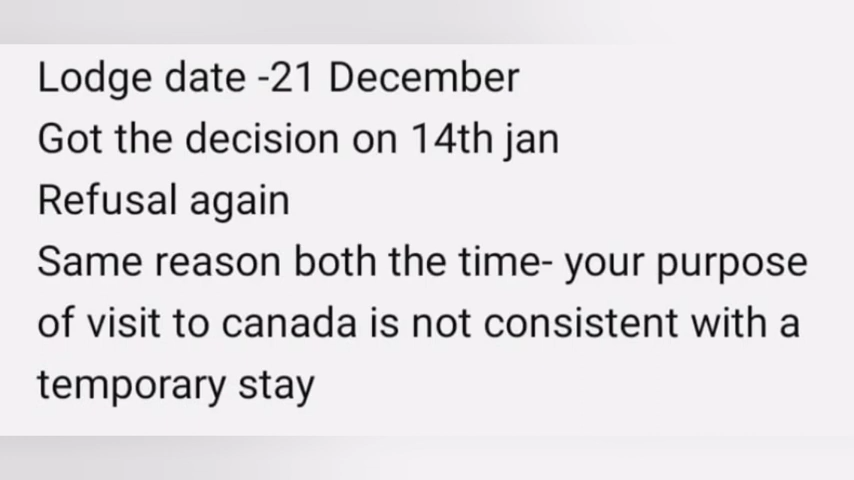 Lodge date -21 December
Got the decision on 14th jan
Refusal again
Same reason both the time- your purpose
of visit to canada is not consistent with a
temporary stay